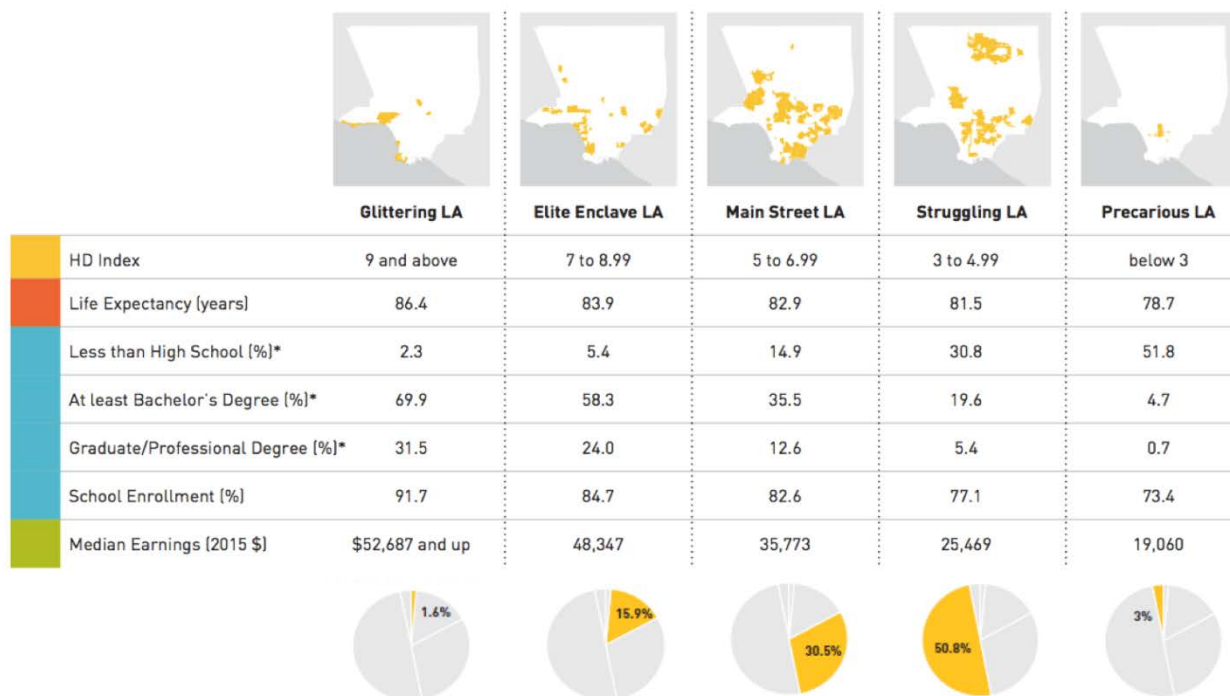 Glittering LA Elite Enclave LA Main Street LA Struggling LA Precarious LA
HD Index 9 and above 7 to 8.99 5 to 6.99 3 to 4.99 below 3
Life Expectancy (years) 86.4 83.9 82.9 81.5 78.7
Less than High School (%)* 2.3 5.4 14.9 30.8 51.8
At least Bachelor's Degree (%)* 69.9 58.3 35.5 19.6 4.7
Graduate/Professional Degree (%)* 31.5 24.0 12.6 5.4 0.7
School Enrollment (%) 91.7 84.7 82.6 77.1 73.4
Median Earnings (2015 $) $52,687 and up 48,347 35,773 25,469 19,060
1.6% 15.9% 30.5% 50.8% 3%